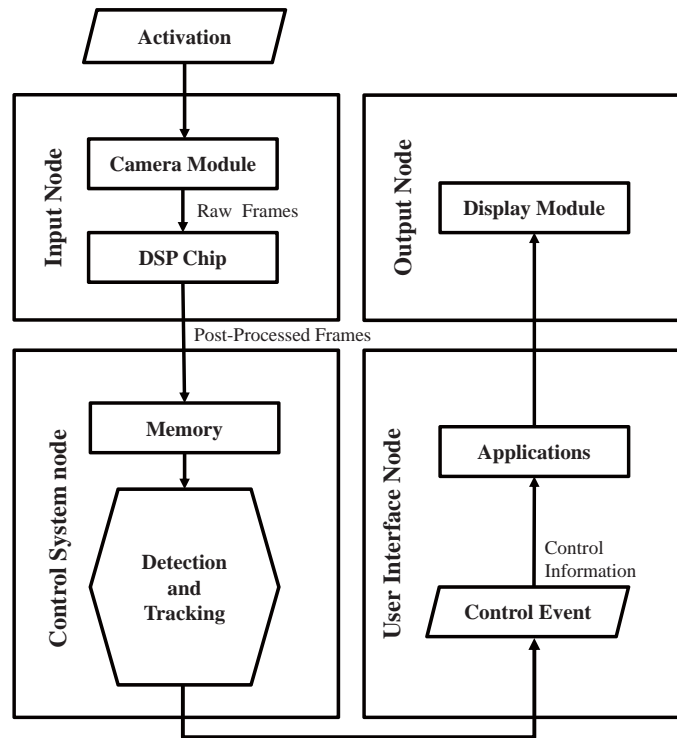 Activation
Input Node
Camera Module
Raw Frames
DSP Chip
Post-Processed Frames
Control System node
Memory
Detection
and
Tracking
Output Node
Display Module
User Interface Node
Applications
Control
Information
Control Event